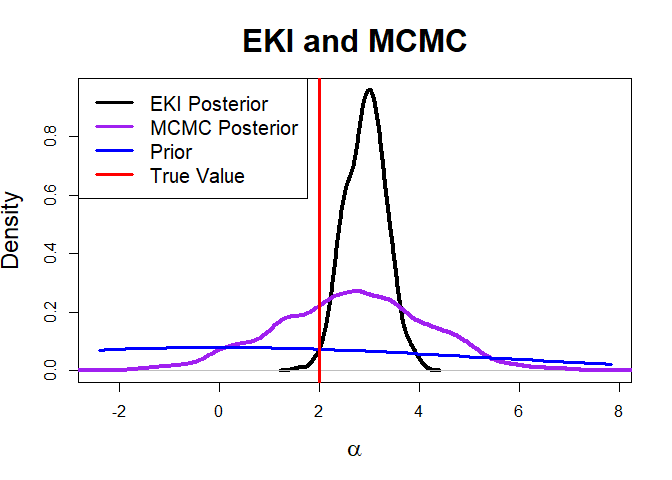 EKI and MCMC
EKI Posterior
MCMC Posterior
Prior
True Value
Density
0.0 0.2 0.4 0.6 0.8
-2 0 2 4 6 8
α